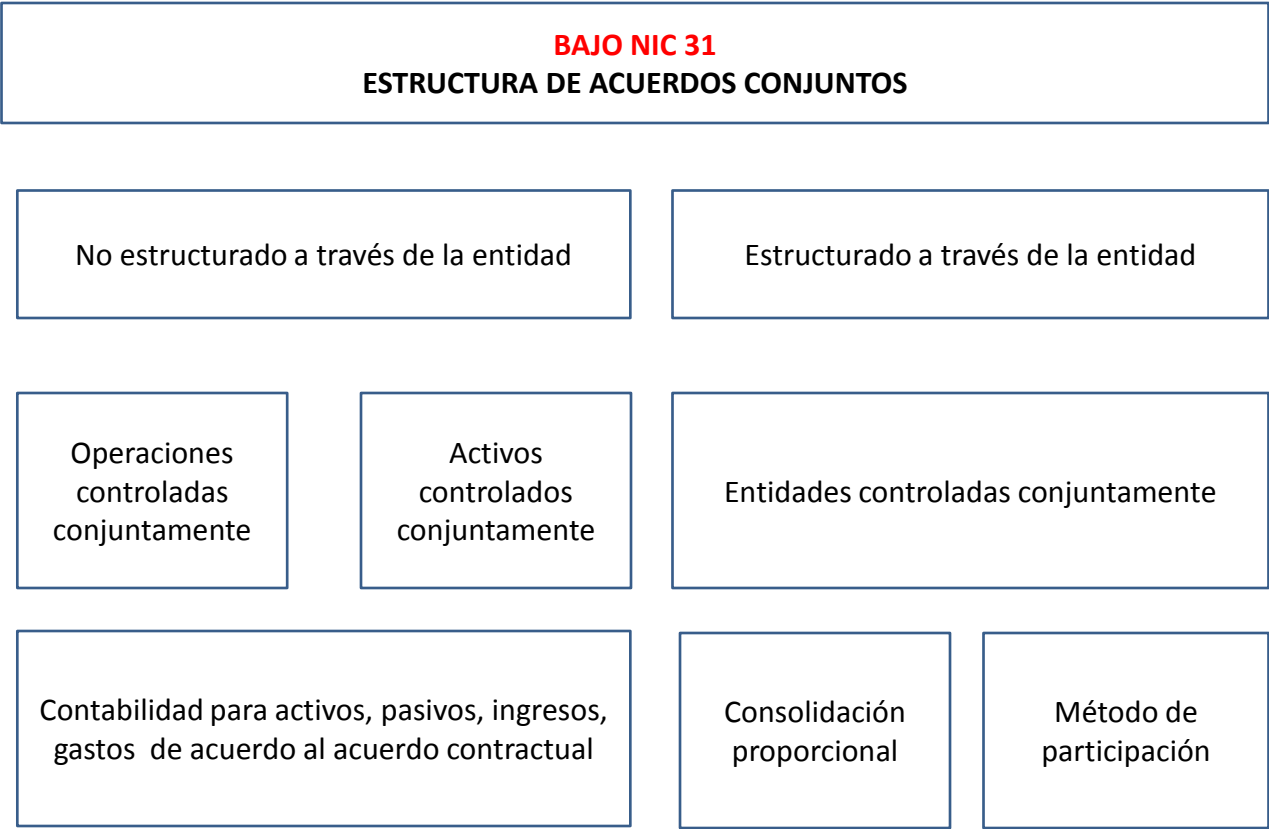 BAJO NIC 31
ESTRUCTURA DE ACUERDOS CONJUNTOS
No estructurado a través de la entidad
Estructurado a través de la entidad
Operaciones
controladas
conjuntamente
Activos
controlados
conjuntamente
Entidades controladas conjuntamente
Contabilidad para activos, pasivos, ingresos,
gastos de acuerdo al acuerdo contractual
Consolidación
proporcional
Método de
participación